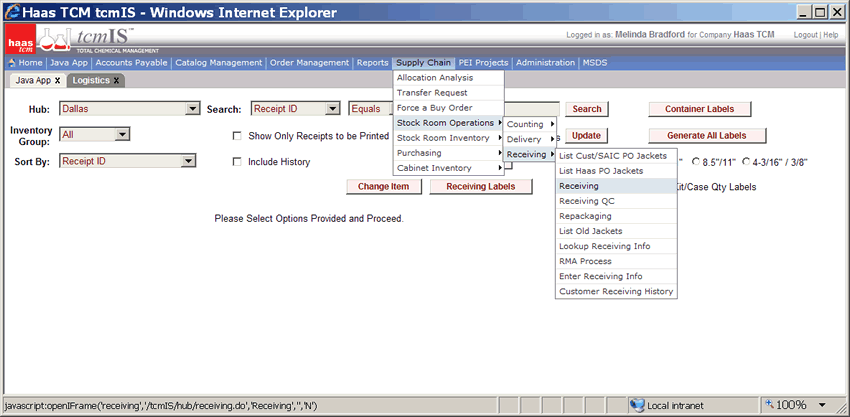 Haas TCM tcmIS - Windows Internet Explorer
haas tcm
tcmIS™
TOTAL CHEMICAL MANAGEMENT
Logged in as: Melinda Bradford for Company Haas TCM
Logout | Help
Home | Java App | Accounts Payable | Catalog Management | Order Management | Reports | Supply Chain | PEI Projects | Administration | MSDS
Java App x
Logistics x
Allocation Analysis
Transfer Request
Force a Buy Order
Stock Room Operations
Stock Room Inventory
Purchasing
Cabinet Inventory
Counting
Delivery
Receiving
List Cust/SAIC PO Jackets
List Haas PO Jackets
Receiving
Receiving QC
Repackaging
List Old Jackets
Lookup Receiving Info
RMA Process
Enter Receiving Info
Customer Receiving History
Hub: Dallas Search: Receipt ID Equals Search Container Labels
Inventory Group: All Show Only Receipts to be Printed Update Generate All Labels
Sort By: Receipt ID Include History " 8.5"/11" 4-3/16" / 3/8"
Change Item Receiving Labels it/Case Qty Labels
Please Select Options Provided and Proceed.
javascript:openIFrame('receiving','/tcmIS/hub/receiving.do','Receiving','','N')
Local intranet
100%